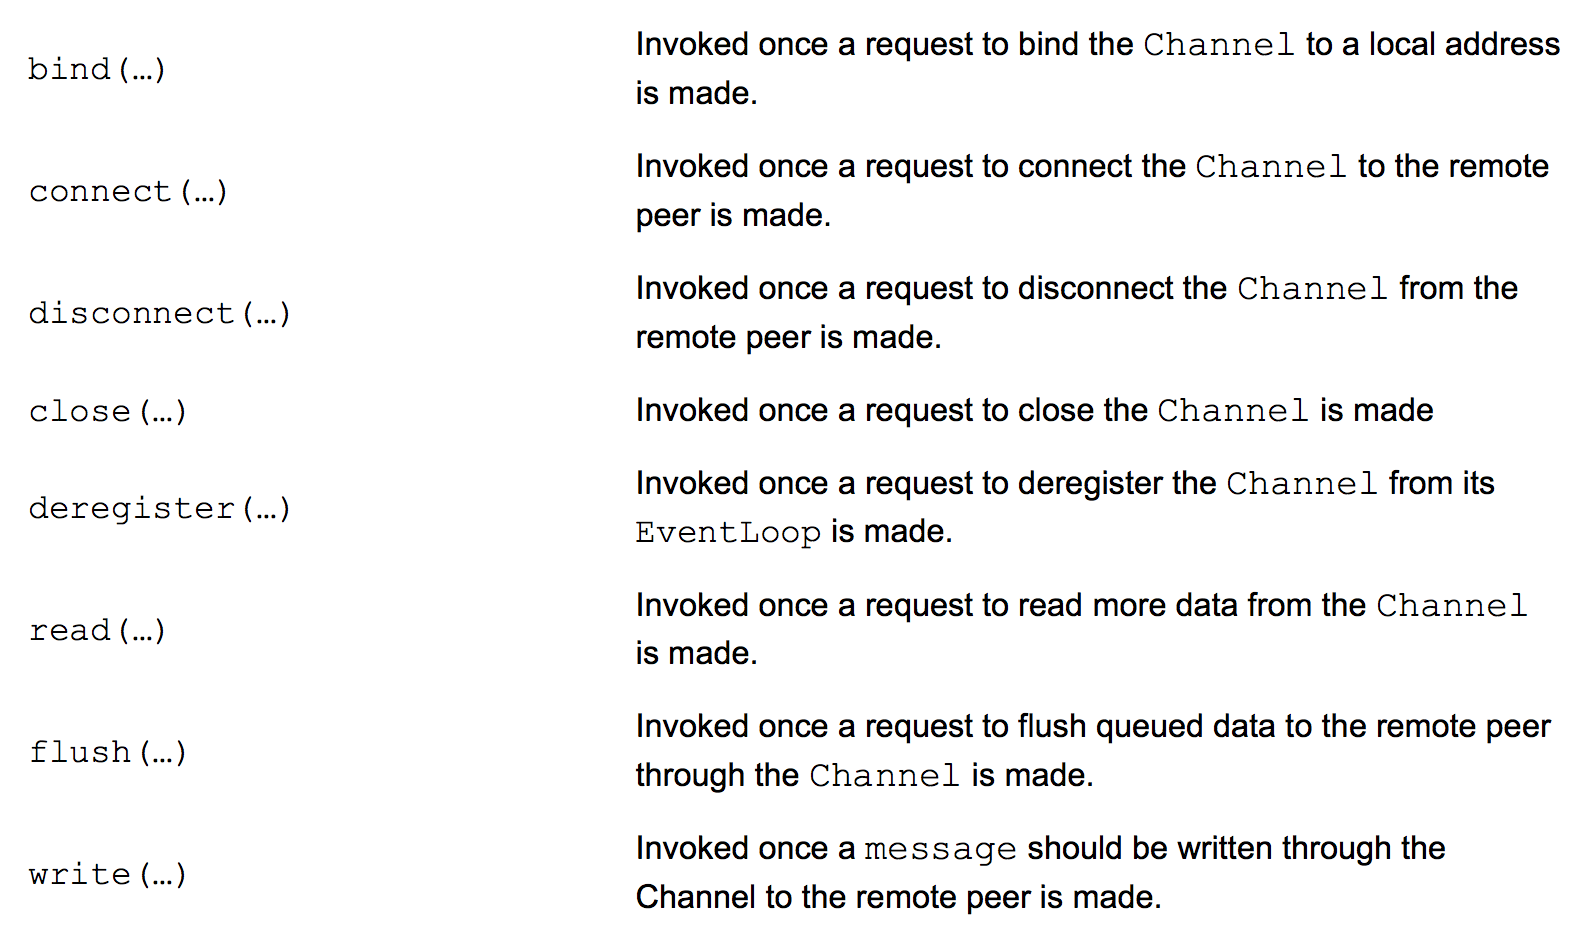 bind(…)
Invoked once a request to bind the Channel to a local address
is made.
connect(…)
Invoked once a request to connect the Channel to the remote
peer is made.
disconnect(…)
Invoked once a request to disconnect the Channel from the
remote peer is made.
close(…)
Invoked once a request to close the Channel is made
deregister(…)
Invoked once a request to deregister the Channel from its
EventLoop is made.
read(…)
Invoked once a request to read more data from the Channel
is made.
flush(…)
Invoked once a request to flush queued data to the remote peer
through the Channel is made.
write(…)
Invoked once a message should be written through the
Channel to the remote peer is made.